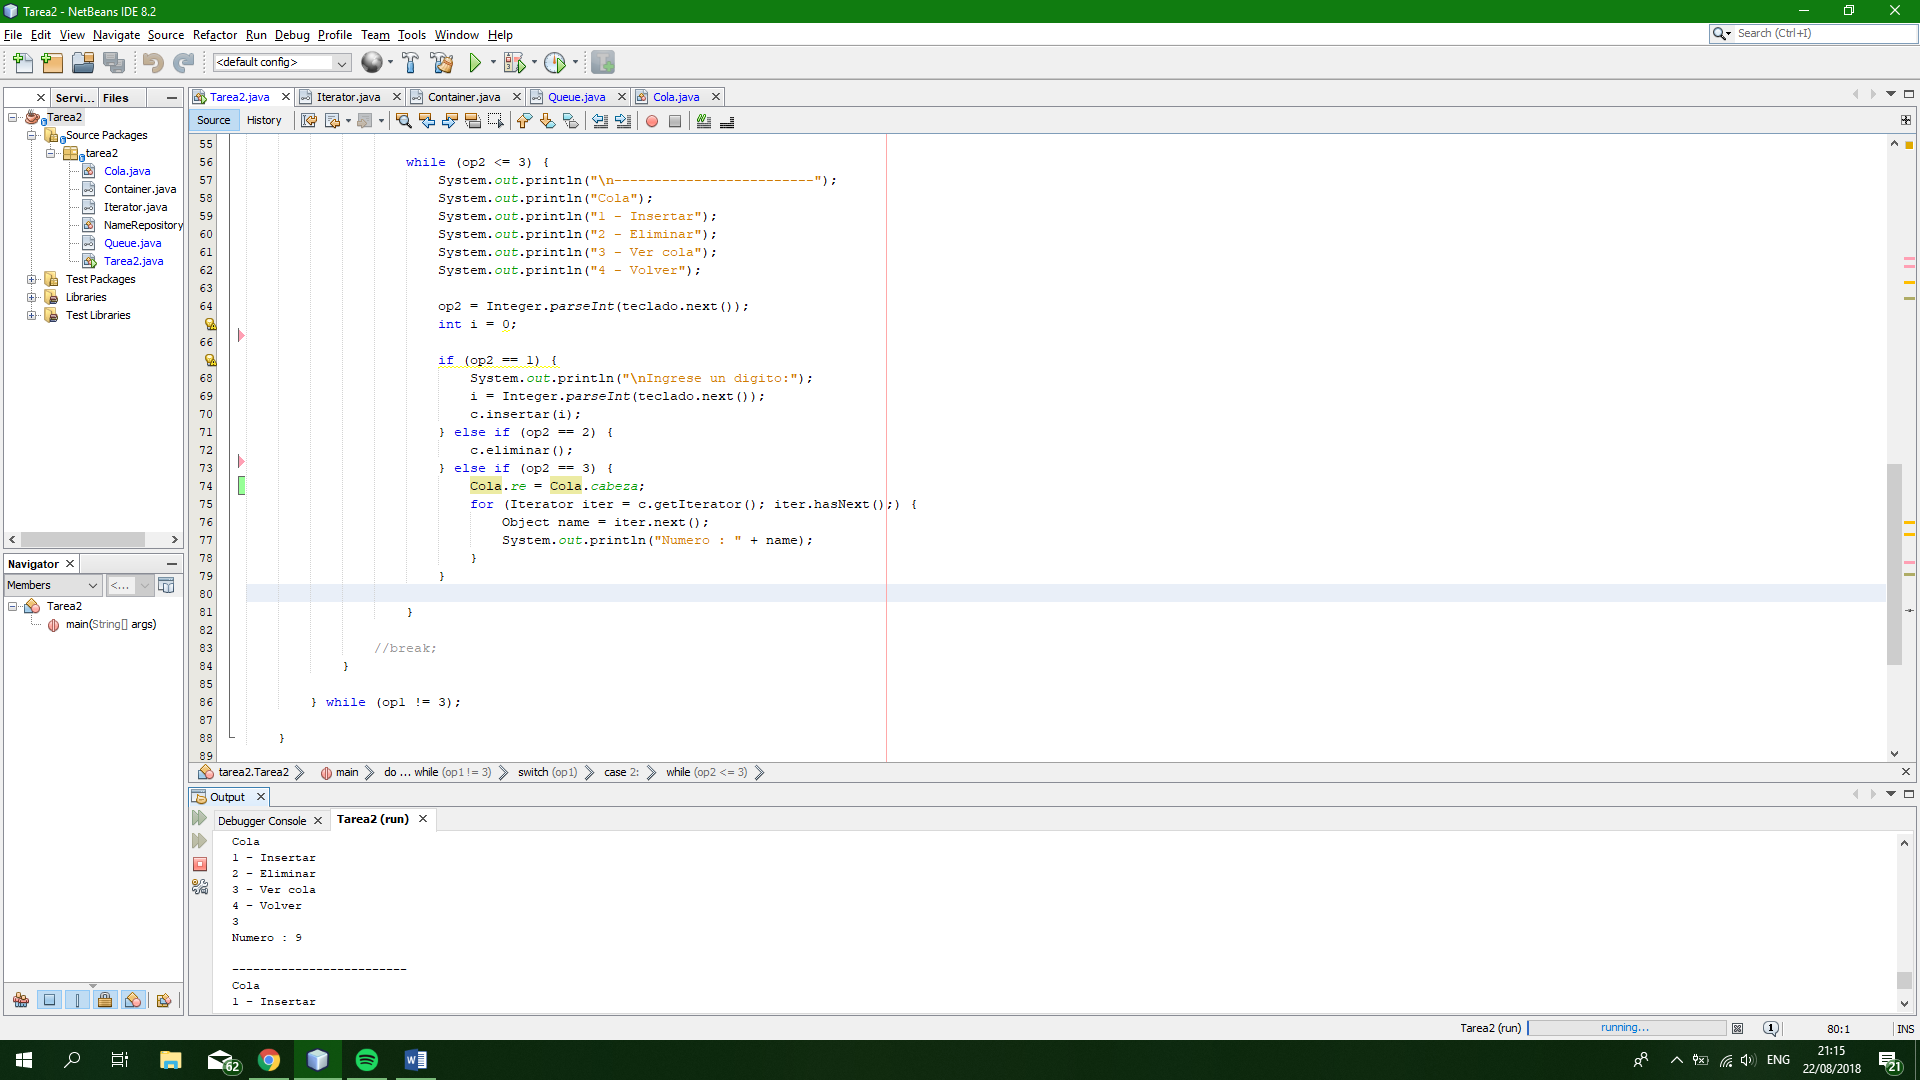 Tarea2 - NetBeans IDE 8.2
File Edit View Navigate Source Refactor Run Debug Profile Team Tools Window Help
Search (Ctrl+I)
<default config>
Servi... Files
Tarea2
Source Packages
tarea2
Cola.java
Container.java
Iterator.java
NameRepository
Queue.java
Tarea2.java
Test Packages
Libraries
Test Libraries
Navigator
Members
<...
Tarea2
main(String[] args)
Tarea2.java Iterator.java Container.java Queue.java Cola.java
Source History
55
56 while (op2 <= 3) {
57 System.out.println("\n-------------------------");
58 System.out.println("Cola");
59 System.out.println("1 - Insertar");
60 System.out.println("2 - Eliminar");
61 System.out.println("3 - Ver cola");
62 System.out.println("4 - Volver");
63
64 op2 = Integer.parseInt(teclado.next());
int i = 0;
66
if (op2 == 1) {
68 System.out.println("\nIngrese un digito:");
69 i = Integer.parseInt(teclado.next());
70 c.insertar(i);
71 } else if (op2 == 2) {
72 c.eliminar();
73 } else if (op2 == 3) {
74 Cola.re = Cola.cabeza;
75 for (Iterator iter = c.getIterator(); iter.hasNext();) {
76 Object name = iter.next();
77 System.out.println("Numero : " + name);
78 }
79 }
80
81 }
82
83 //break;
84 }
85
86 } while (op1 != 3);
87
88 }
89
tarea2.Tarea2 main do ... while (op1 != 3) switch (op1) case 2: while (op2 <= 3)
Output
Debugger Console Tarea2 (run)
Cola
1 - Insertar
2 - Eliminar
3 - Ver cola
4 - Volver
3
Numero : 9
-------------------------
Cola
1 - Insertar
Tarea2 (run) running... 1 80:1 INS
62
ENG
21:15
22/08/2018
21